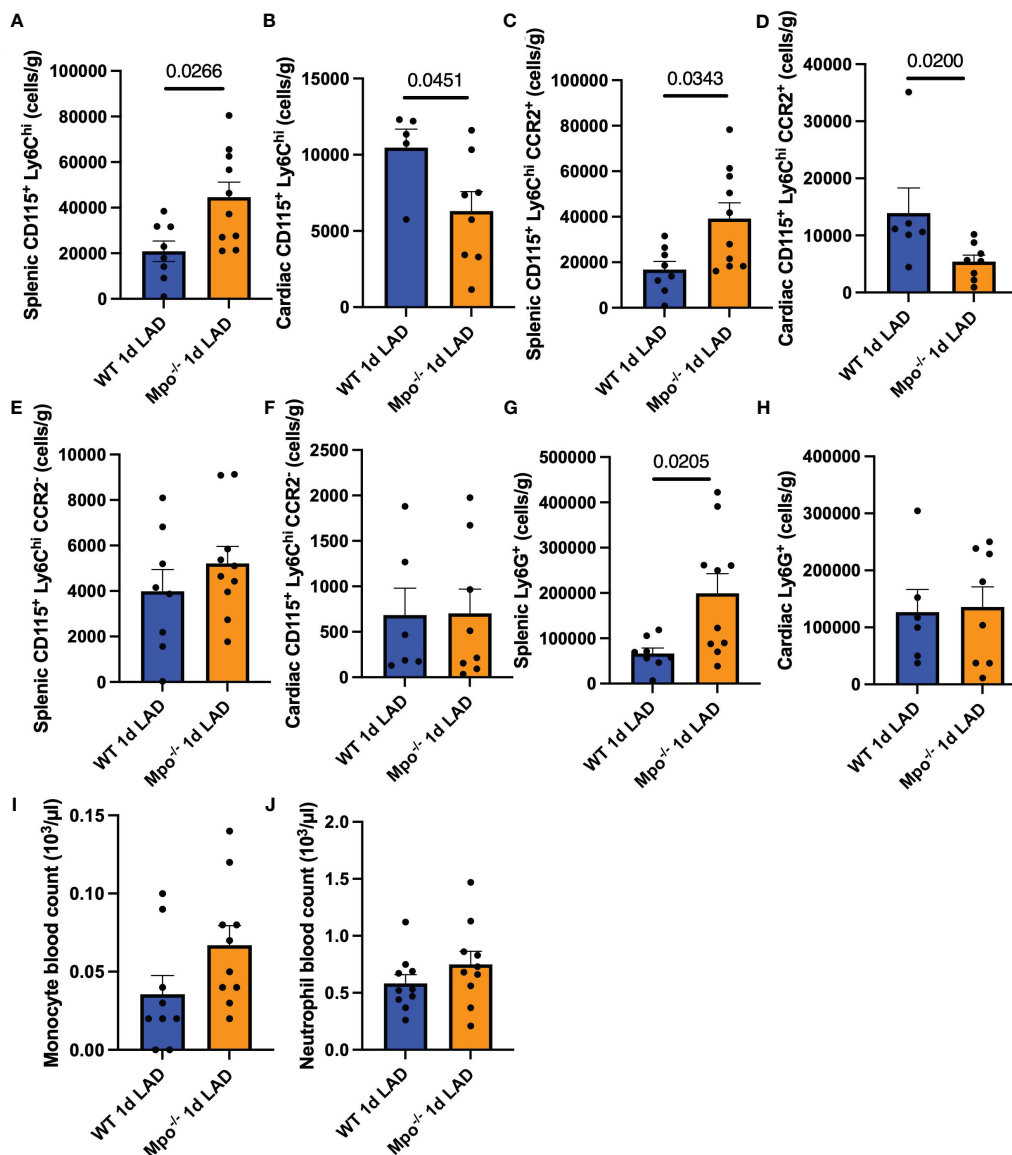 A
Splenic CD115⁺ Ly6Cʰⁱ (cells/g)
100000
80000
60000
40000
20000
0
0.0266
WT 1d LAD
Mpo⁻/⁻ 1d LAD
B
Cardiac CD115⁺ Ly6Cʰⁱ (cells/g)
15000
10000
5000
0
0.0451
WT 1d LAD
Mpo⁻/⁻ 1d LAD
C
Splenic CD115⁺ Ly6Cʰⁱ CCR2⁺ (cells/g)
100000
80000
60000
40000
20000
0
0.0343
WT 1d LAD
Mpo⁻/⁻ 1d LAD
D
Cardiac CD115⁺ Ly6Cʰⁱ CCR2⁺ (cells/g)
40000
30000
20000
10000
0
0.0200
WT 1d LAD
Mpo⁻/⁻ 1d LAD
E
Splenic CD115⁺ Ly6Cʰⁱ CCR2⁻ (cells/g)
10000
8000
6000
4000
2000
0
WT 1d LAD
Mpo⁻/⁻ 1d LAD
F
Cardiac CD115⁺ Ly6Cʰⁱ CCR2⁻ (cells/g)
2500
2000
1500
1000
500
0
WT 1d LAD
Mpo⁻/⁻ 1d LAD
G
Splenic Ly6G⁺ (cells/g)
500000
400000
300000
200000
100000
0
0.0205
WT 1d LAD
Mpo⁻/⁻ 1d LAD
H
Cardiac Ly6G⁺ (cells/g)
400000
300000
200000
100000
0
WT 1d LAD
Mpo⁻/⁻ 1d LAD
I
Monocyte blood count (10³/µl)
0.15
0.10
0.05
0.00
WT 1d LAD
Mpo⁻/⁻ 1d LAD
J
Neutrophil blood count (10³/µl)
2.0
1.5
1.0
0.5
0.0
WT 1d LAD
Mpo⁻/⁻ 1d LAD